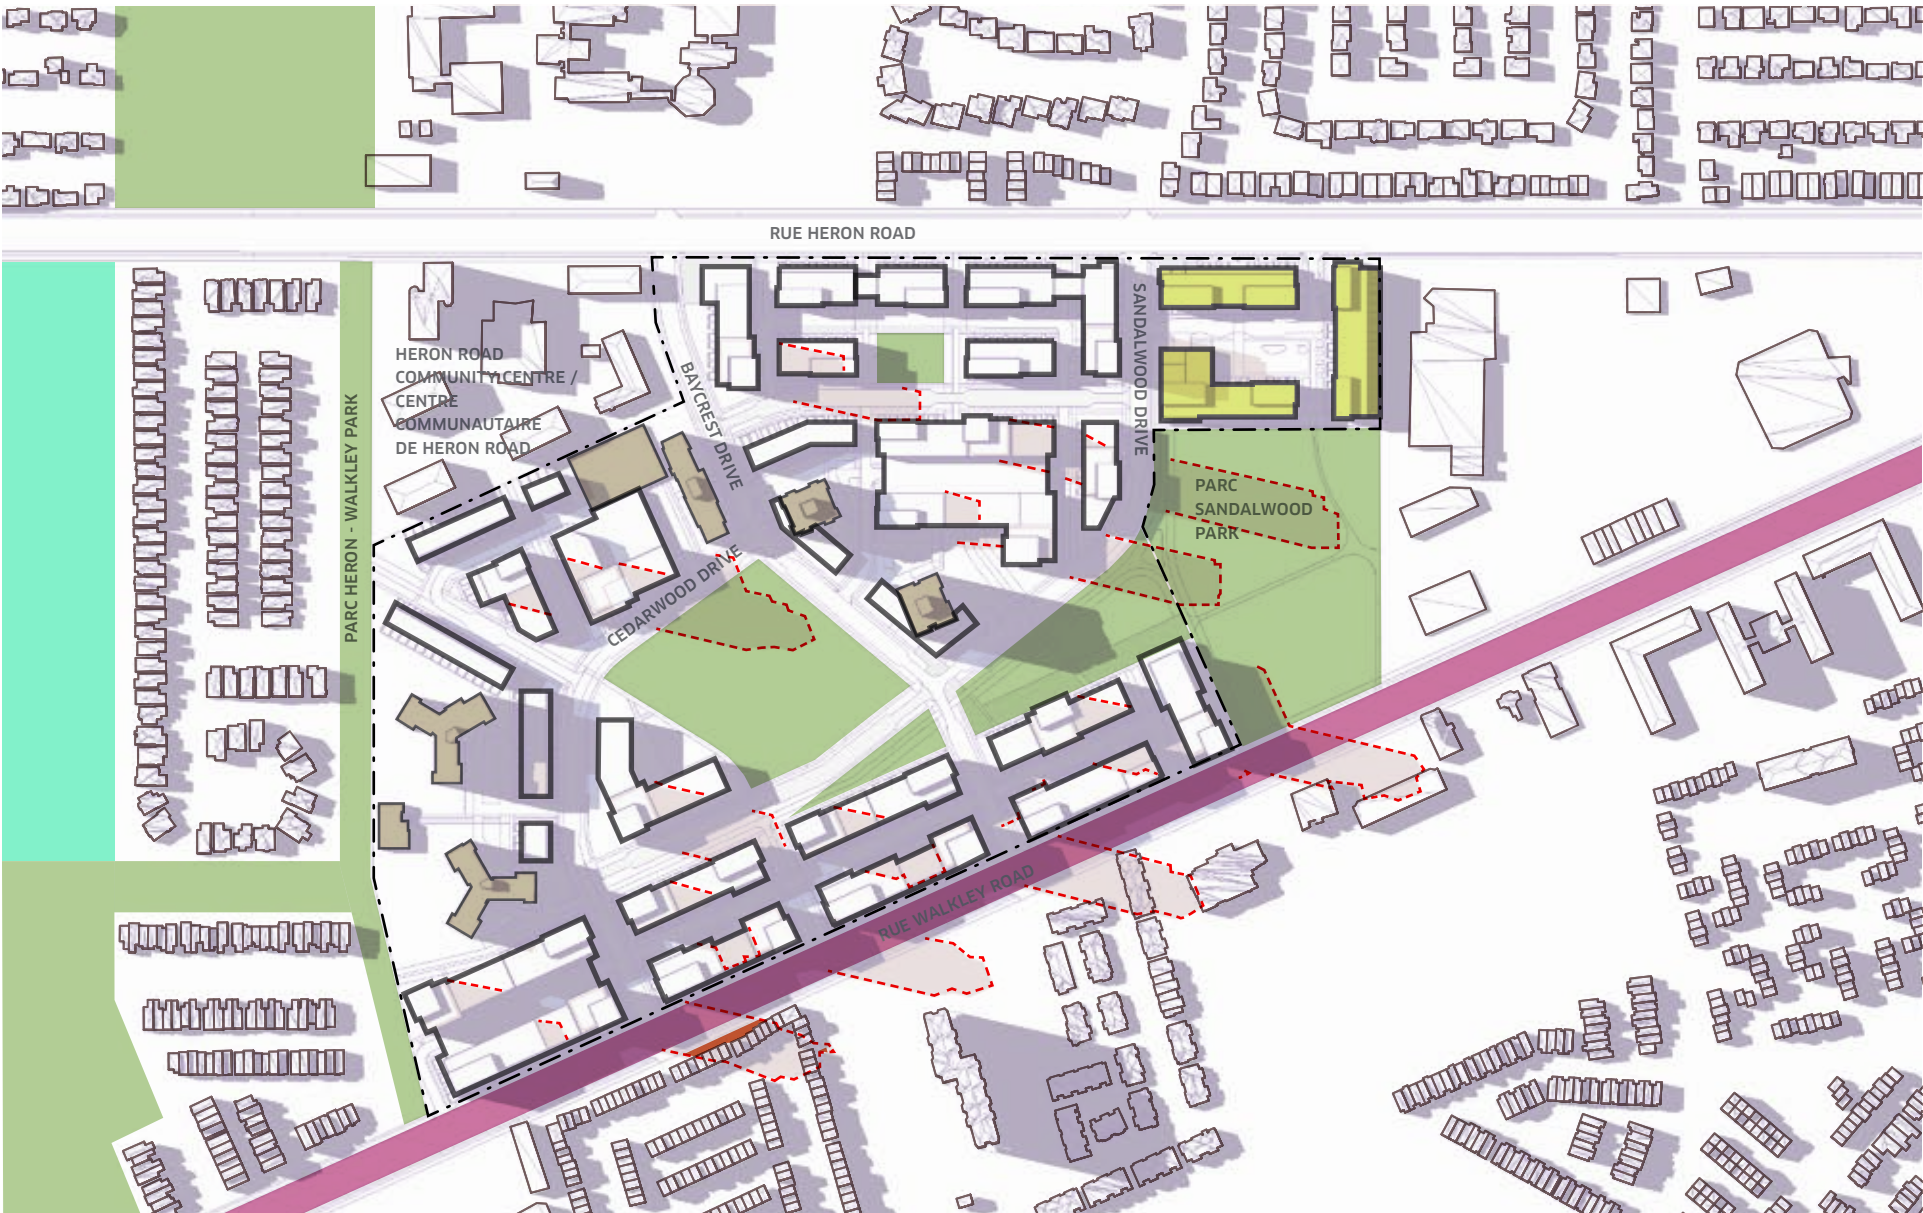 RUE HERON ROAD
HERON ROAD
COMMUNITY CENTRE /
CENTRE
COMMUNAUTAIRE
DE HERON ROAD
PARC HERON - WALKLEY PARK
BAYCREST DRIVE
SANDALWOOD DRIVE
PARC
SANDALWOOD
PARK
CEDARWOOD DRIVE
RUE WALKLEY ROAD